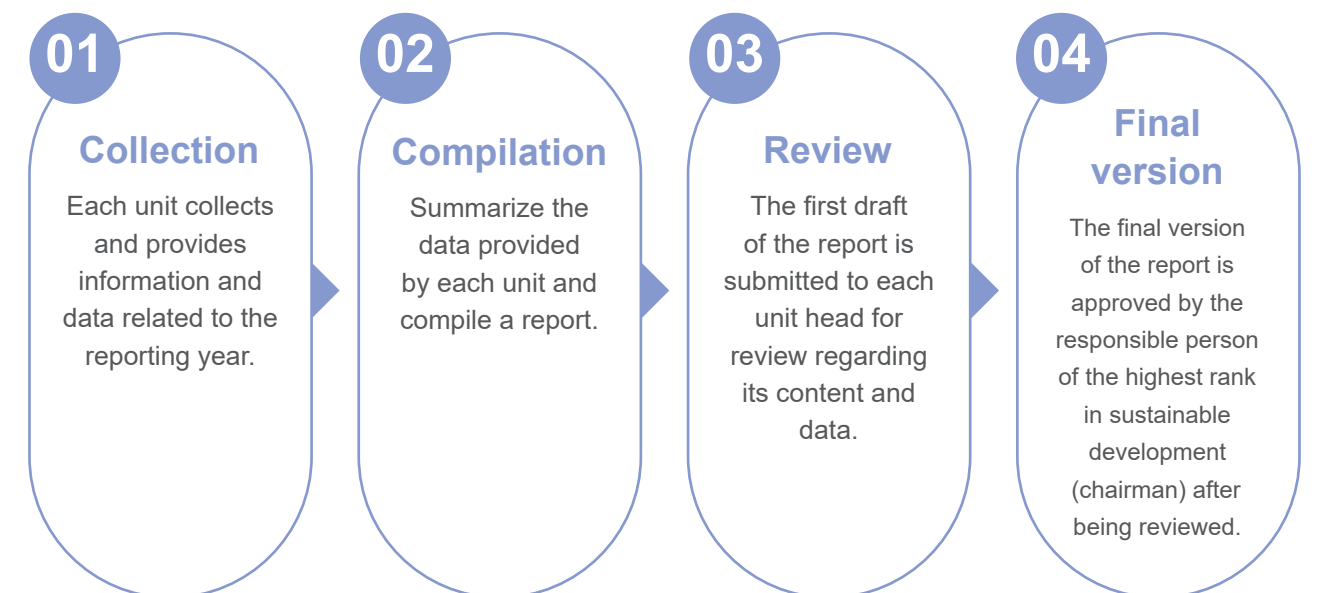 01
Collection
Each unit collects
and provides
information and
data related to the
reporting year.
02
Compilation
Summarize the
data provided
by each unit and
compile a report.
03
Review
The first draft
of the report is
submitted to each
unit head for
review regarding
its content and
data.
04
Final
version
The final version
of the report is
approved by the
responsible person
of the highest rank
in sustainable
development
(chairman) after
being reviewed.